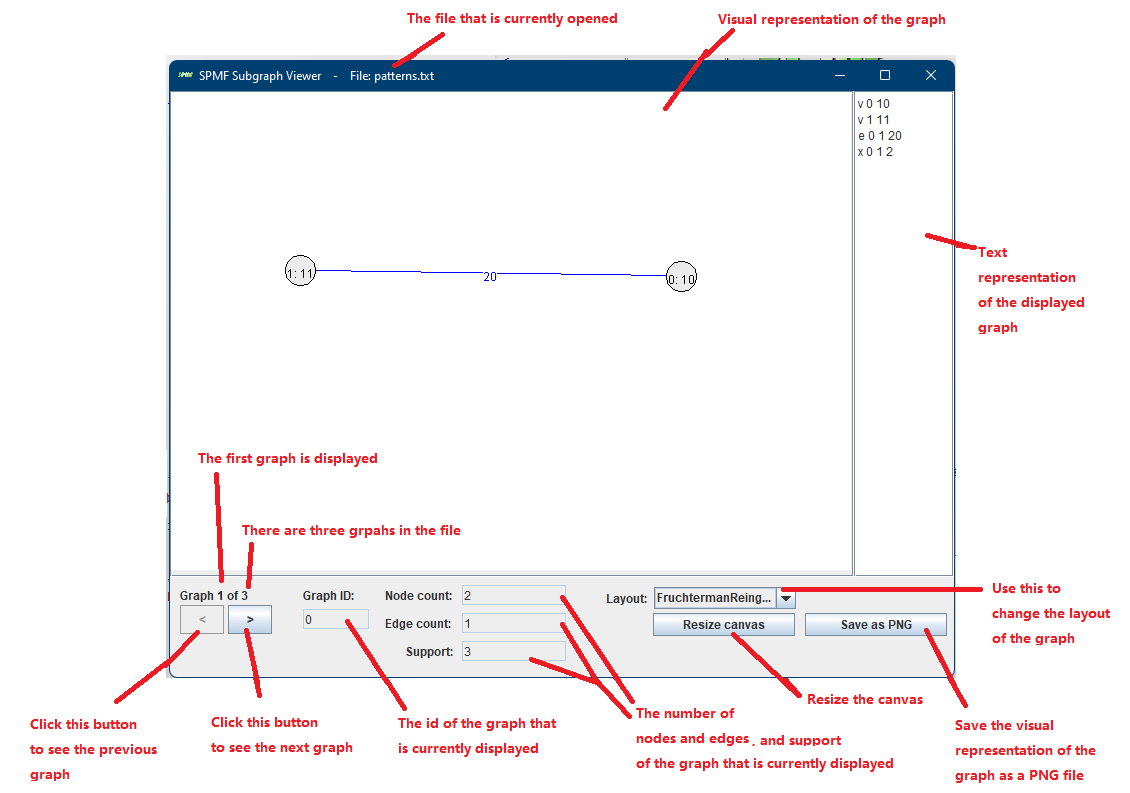 The file that is currently opened
Visual representation of the graph
SPMF SPMF Subgraph Viewer - File: patterns.txt
v 0 10
v 1 11
e 0 1 20
x 0 1 2
1: 11
20
0: 10
Text
representation
of the displayed
graph
The first graph is displayed
There are three grpahs in the file
Graph 1 of 3
<
>
Graph ID:
0
Node count: 2
Edge count: 1
Support: 3
Layout: FruchtermanReing...
Resize canvas
Save as PNG
Use this to
change the layout
of the graph
Click this button
to see the previous
graph
Click this button
to see the next graph
The id of the graph that
is currently displayed
The number of
nodes and edges , and support
of the graph that is currently displayed
Resize the canvas
Save the visual
representation of the
graph as a PNG file